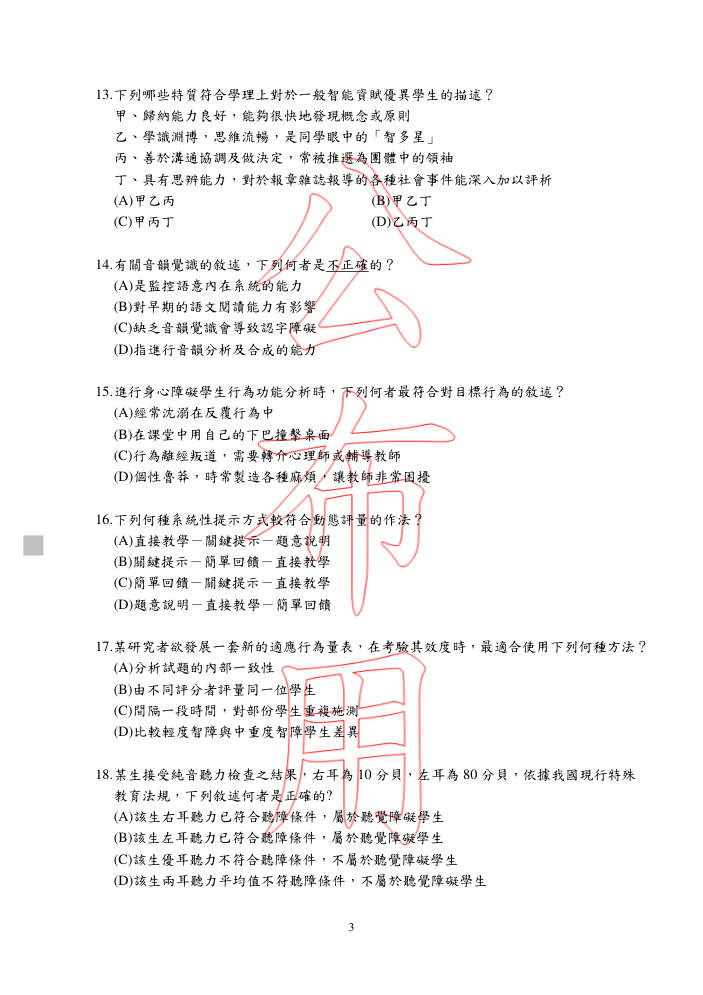 13.下列哪些特質符合學理上對於一般智能資賦優異學生的描述？
甲、歸納能力良好，能夠很快地發現概念或原則
乙、學識淵博，思維流暢，是同學眼中的「智多星」
丙、善於溝通協調及做決定，常被推選為團體中的領袖
丁、具有思辨能力，對於報章雜誌報導的各種社會事件能深入加以評析
(A)甲乙丙 (B)甲乙丁
(C)甲丙丁 (D)乙丙丁
14.有關音韻覺識的敘述，下列何者是不正確的？
(A)是監控語意內在系統的能力
(B)對早期的語文閱讀能力有影響
(C)缺乏音韻覺識會導致認字障礙
(D)指進行音韻分析及合成的能力
15.進行身心障礙學生行為功能分析時，下列何者最符合對目標行為的敘述？
(A)經常沈溺在反覆行為中
(B)在課堂中用自己的下巴撞擊桌面
(C)行為離經叛道，需要轉介心理師或輔導教師
(D)個性魯莽，時常製造各種麻煩，讓教師非常困擾
16.下列何種系統性提示方式較符合動態評量的作法？
(A)直接教學－關鍵提示－題意說明
(B)關鍵提示－簡單回饋－直接教學
(C)簡單回饋－關鍵提示－直接教學
(D)題意說明－直接教學－簡單回饋
17.某研究者欲發展一套新的適應行為量表，在考驗其效度時，最適合使用下列何種方法？
(A)分析試題的內部一致性
(B)由不同評分者評量同一位學生
(C)間隔一段時間，對部份學生重複施測
(D)比較輕度智障與中重度智障學生差異
18.某生接受純音聽力檢查之結果，右耳為 10 分貝，左耳為 80 分貝，依據我國現行特殊
教育法規，下列敘述何者是正確的?
(A)該生右耳聽力已符合聽障條件，屬於聽覺障礙學生
(B)該生左耳聽力已符合聽障條件，屬於聽覺障礙學生
(C)該生優耳聽力不符合聽障條件，不屬於聽覺障礙學生
(D)該生兩耳聽力平均值不符聽障條件，不屬於聽覺障礙學生
公布用
3